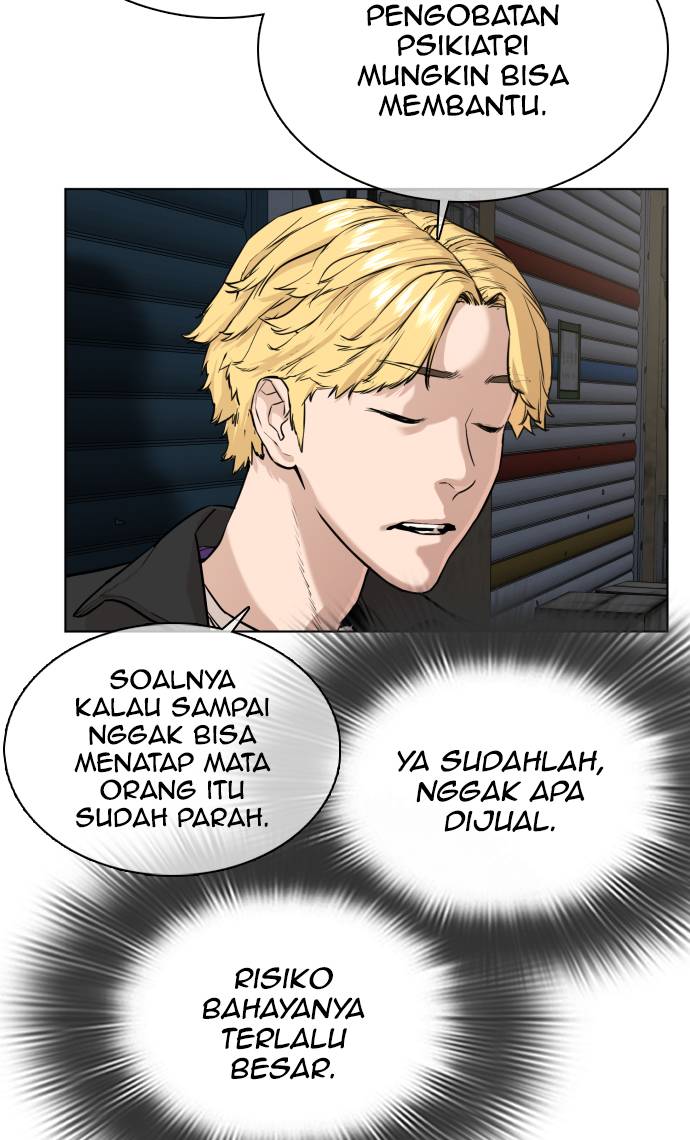 PENGOBATAN
PSIKIATRI
MUNGKIN BISA
MEMBANTU.
SOALNYA
KALAU SAMPAI
NGGAK BISA
MENATAP MATA
ORANG ITU
SUDAH PARAH.
YA SUDAHLAH,
NGGAK APA
DIJUAL.
RISIKO
BAHAYANYA
TERLALU
BESAR.